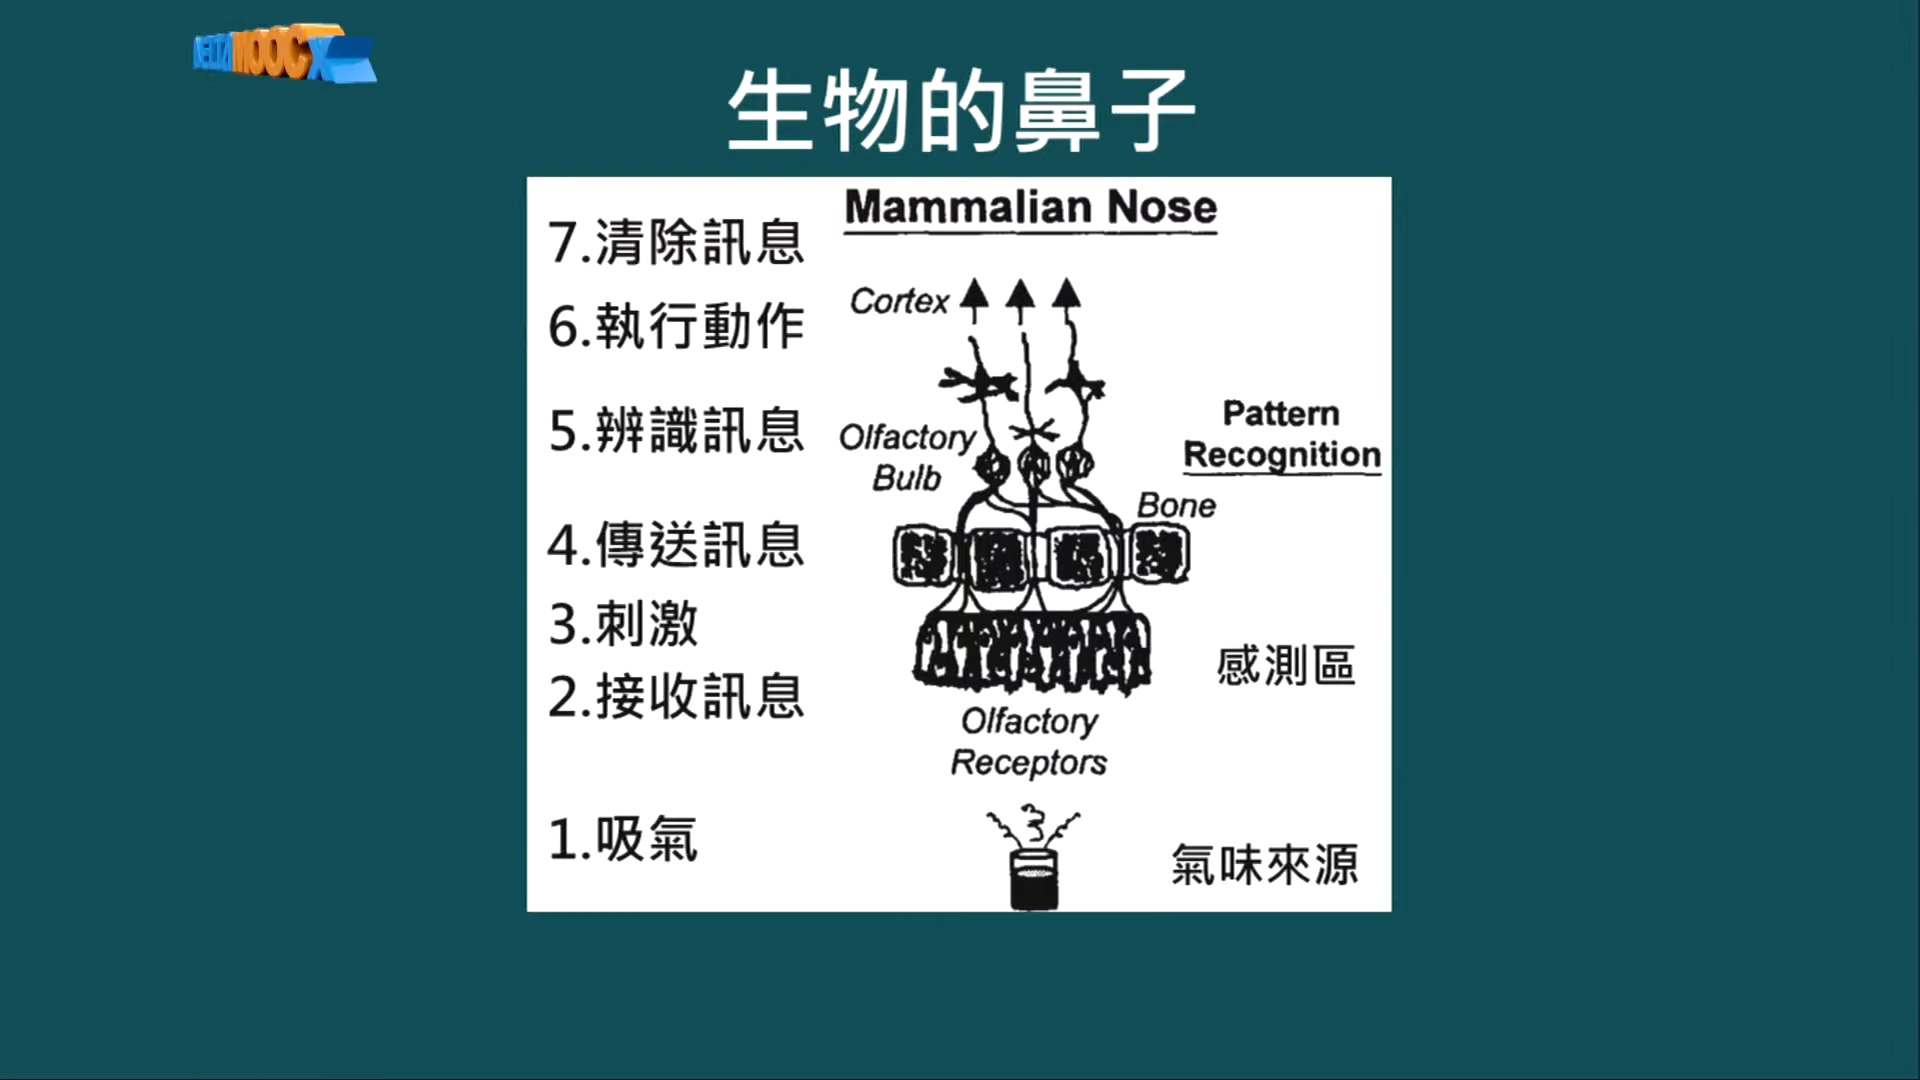 DELTA MOOCx
生物的鼻子
Mammalian Nose
7.清除訊息
Cortex
6.執行動作
Pattern
Recognition
5.辨識訊息
Olfactory
Bulb
Bone
4.傳送訊息
3.刺激
感測區
2.接收訊息
Olfactory
Receptors
1.吸氣
氣味來源